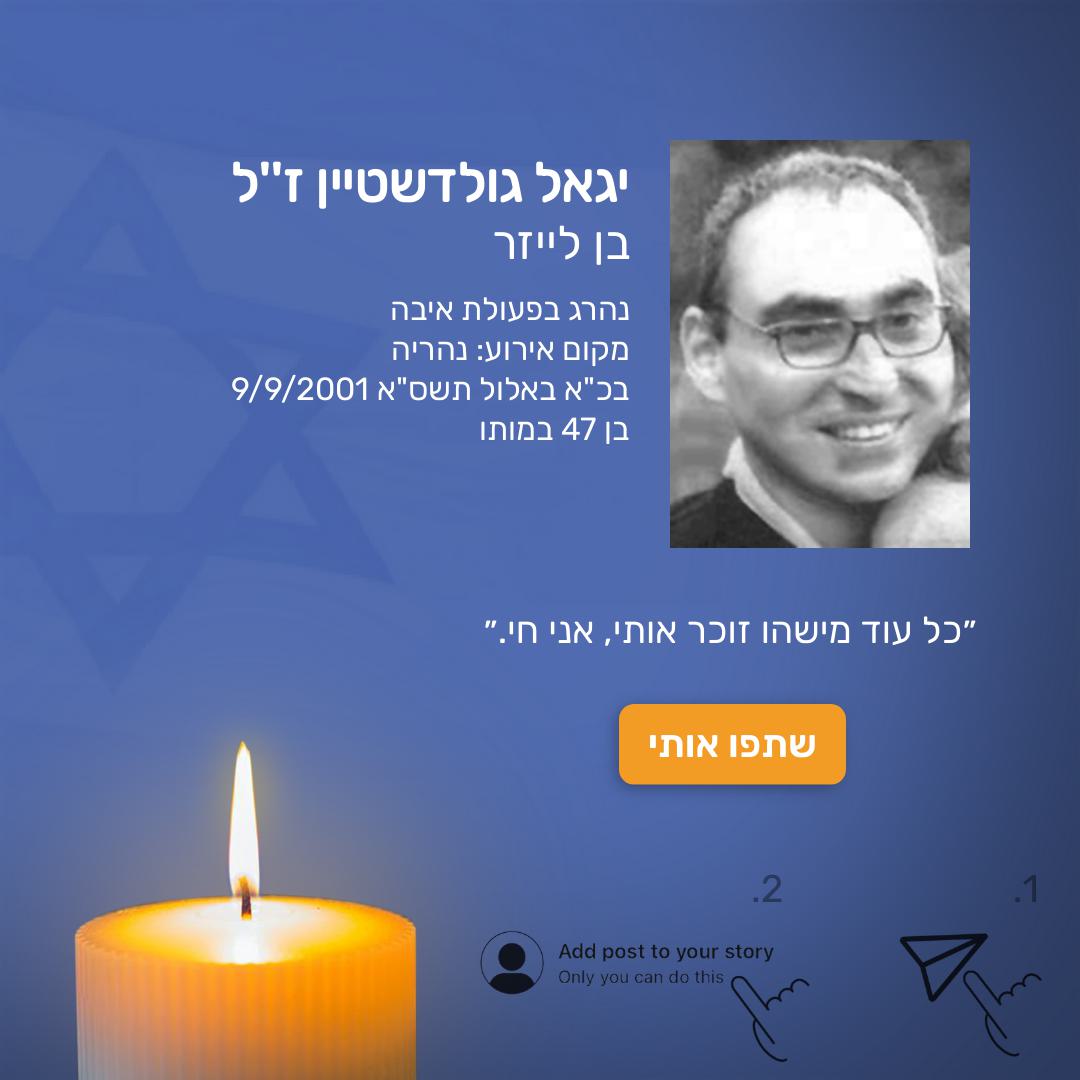 יגאל גולדשטיין ז"ל
בן לייזר
נהרג בפעולת איבה
מקום אירוע: נהריה
בכ"א באלול תשס"א 9/9/2001
בן 47 במותו
״כל עוד מישהו זוכר אותי, אני חי.״
שתפו אותי
1.
2.
Add post to your story
Only you can do this